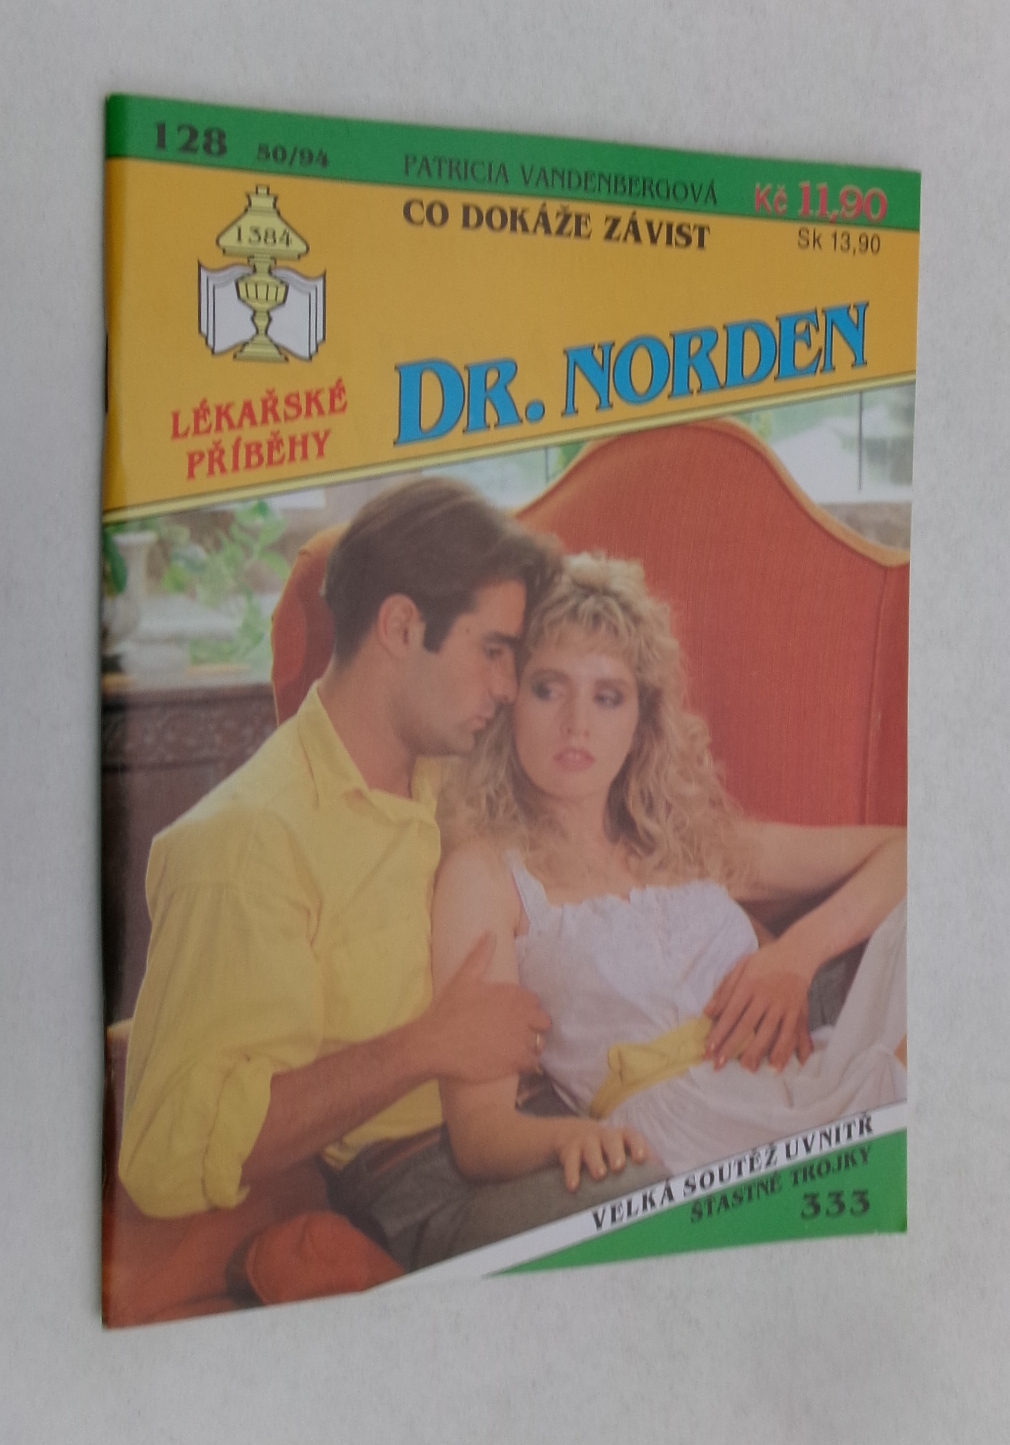 128 50/94
PATRICIA VANDENBERGOVÁ
Kč 11,90
CO DOKÁŽE ZÁVIST
Sk 13,90
1384
DR. NORDEN
LÉKAŘSKÉ
PŘÍBĚHY
VELKÁ SOUTĚŽ UVNITŘ
ŠŤASTNÉ TROJKY
333